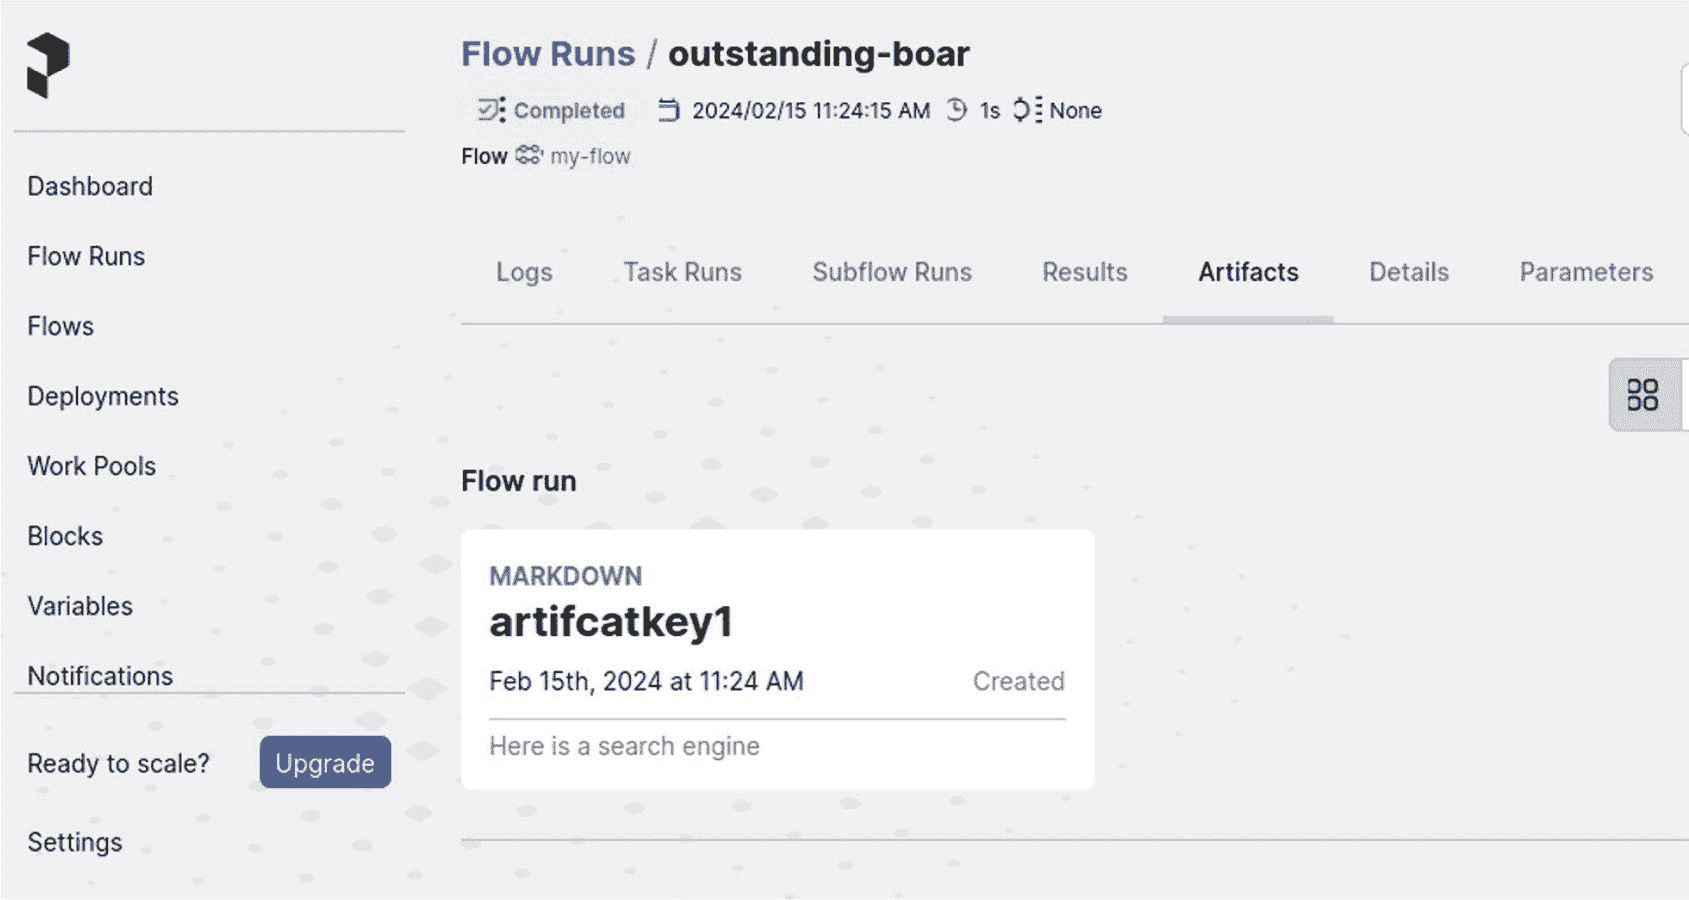 Flow Runs / outstanding-boar
Completed 2024/02/15 11:24:15 AM 1s None
Flow my-flow
Dashboard
Flow Runs
Flows
Deployments
Work Pools
Blocks
Variables
Notifications
Ready to scale? Upgrade
Settings
Logs Task Runs Subflow Runs Results Artifacts Details Parameters
Flow run
MARKDOWN
artifcatkey1
Feb 15th, 2024 at 11:24 AM Created
Here is a search engine